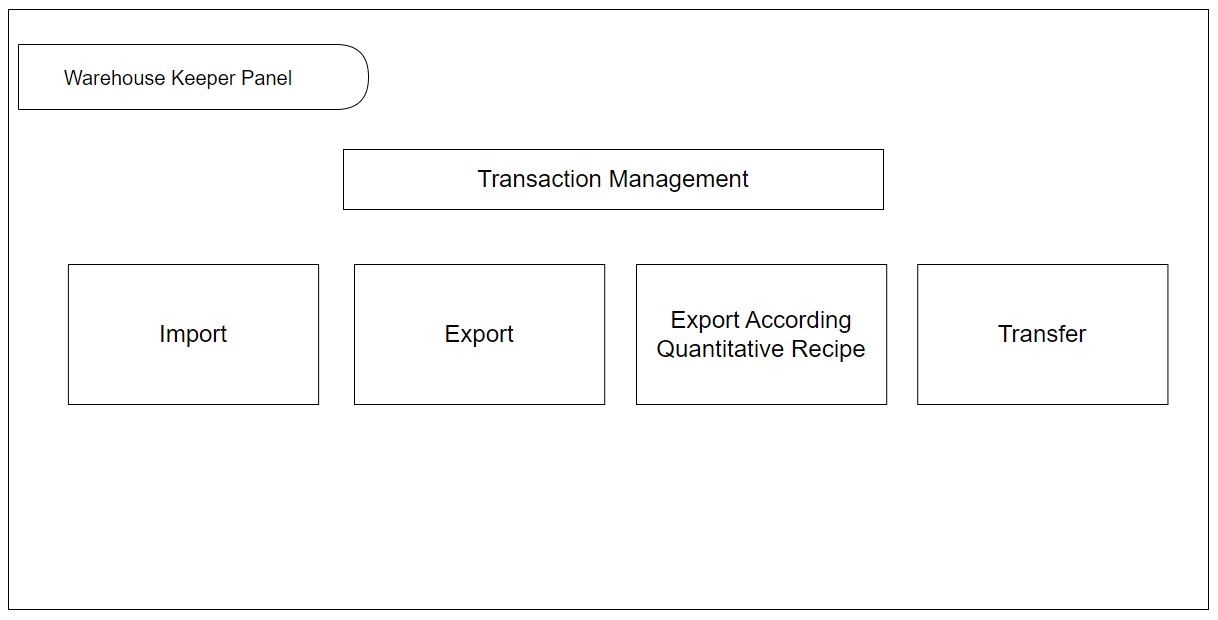 Warehouse Keeper Panel
Transaction Management
Import
Export
Export According
Quantitative Recipe
Transfer